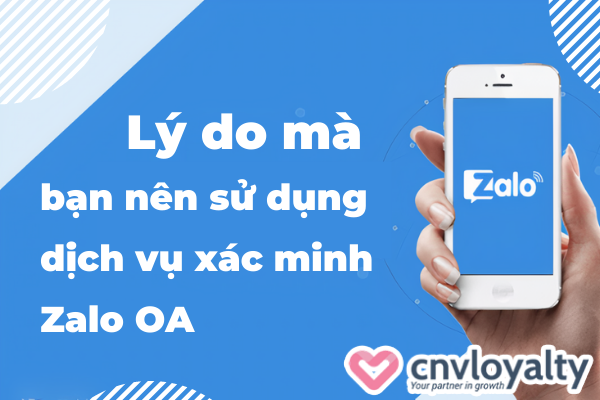 Lý do mà
bạn nên sử dụng
dịch vụ xác minh
Zalo OA
Zalo
cnvloyalty
Your partner in growth